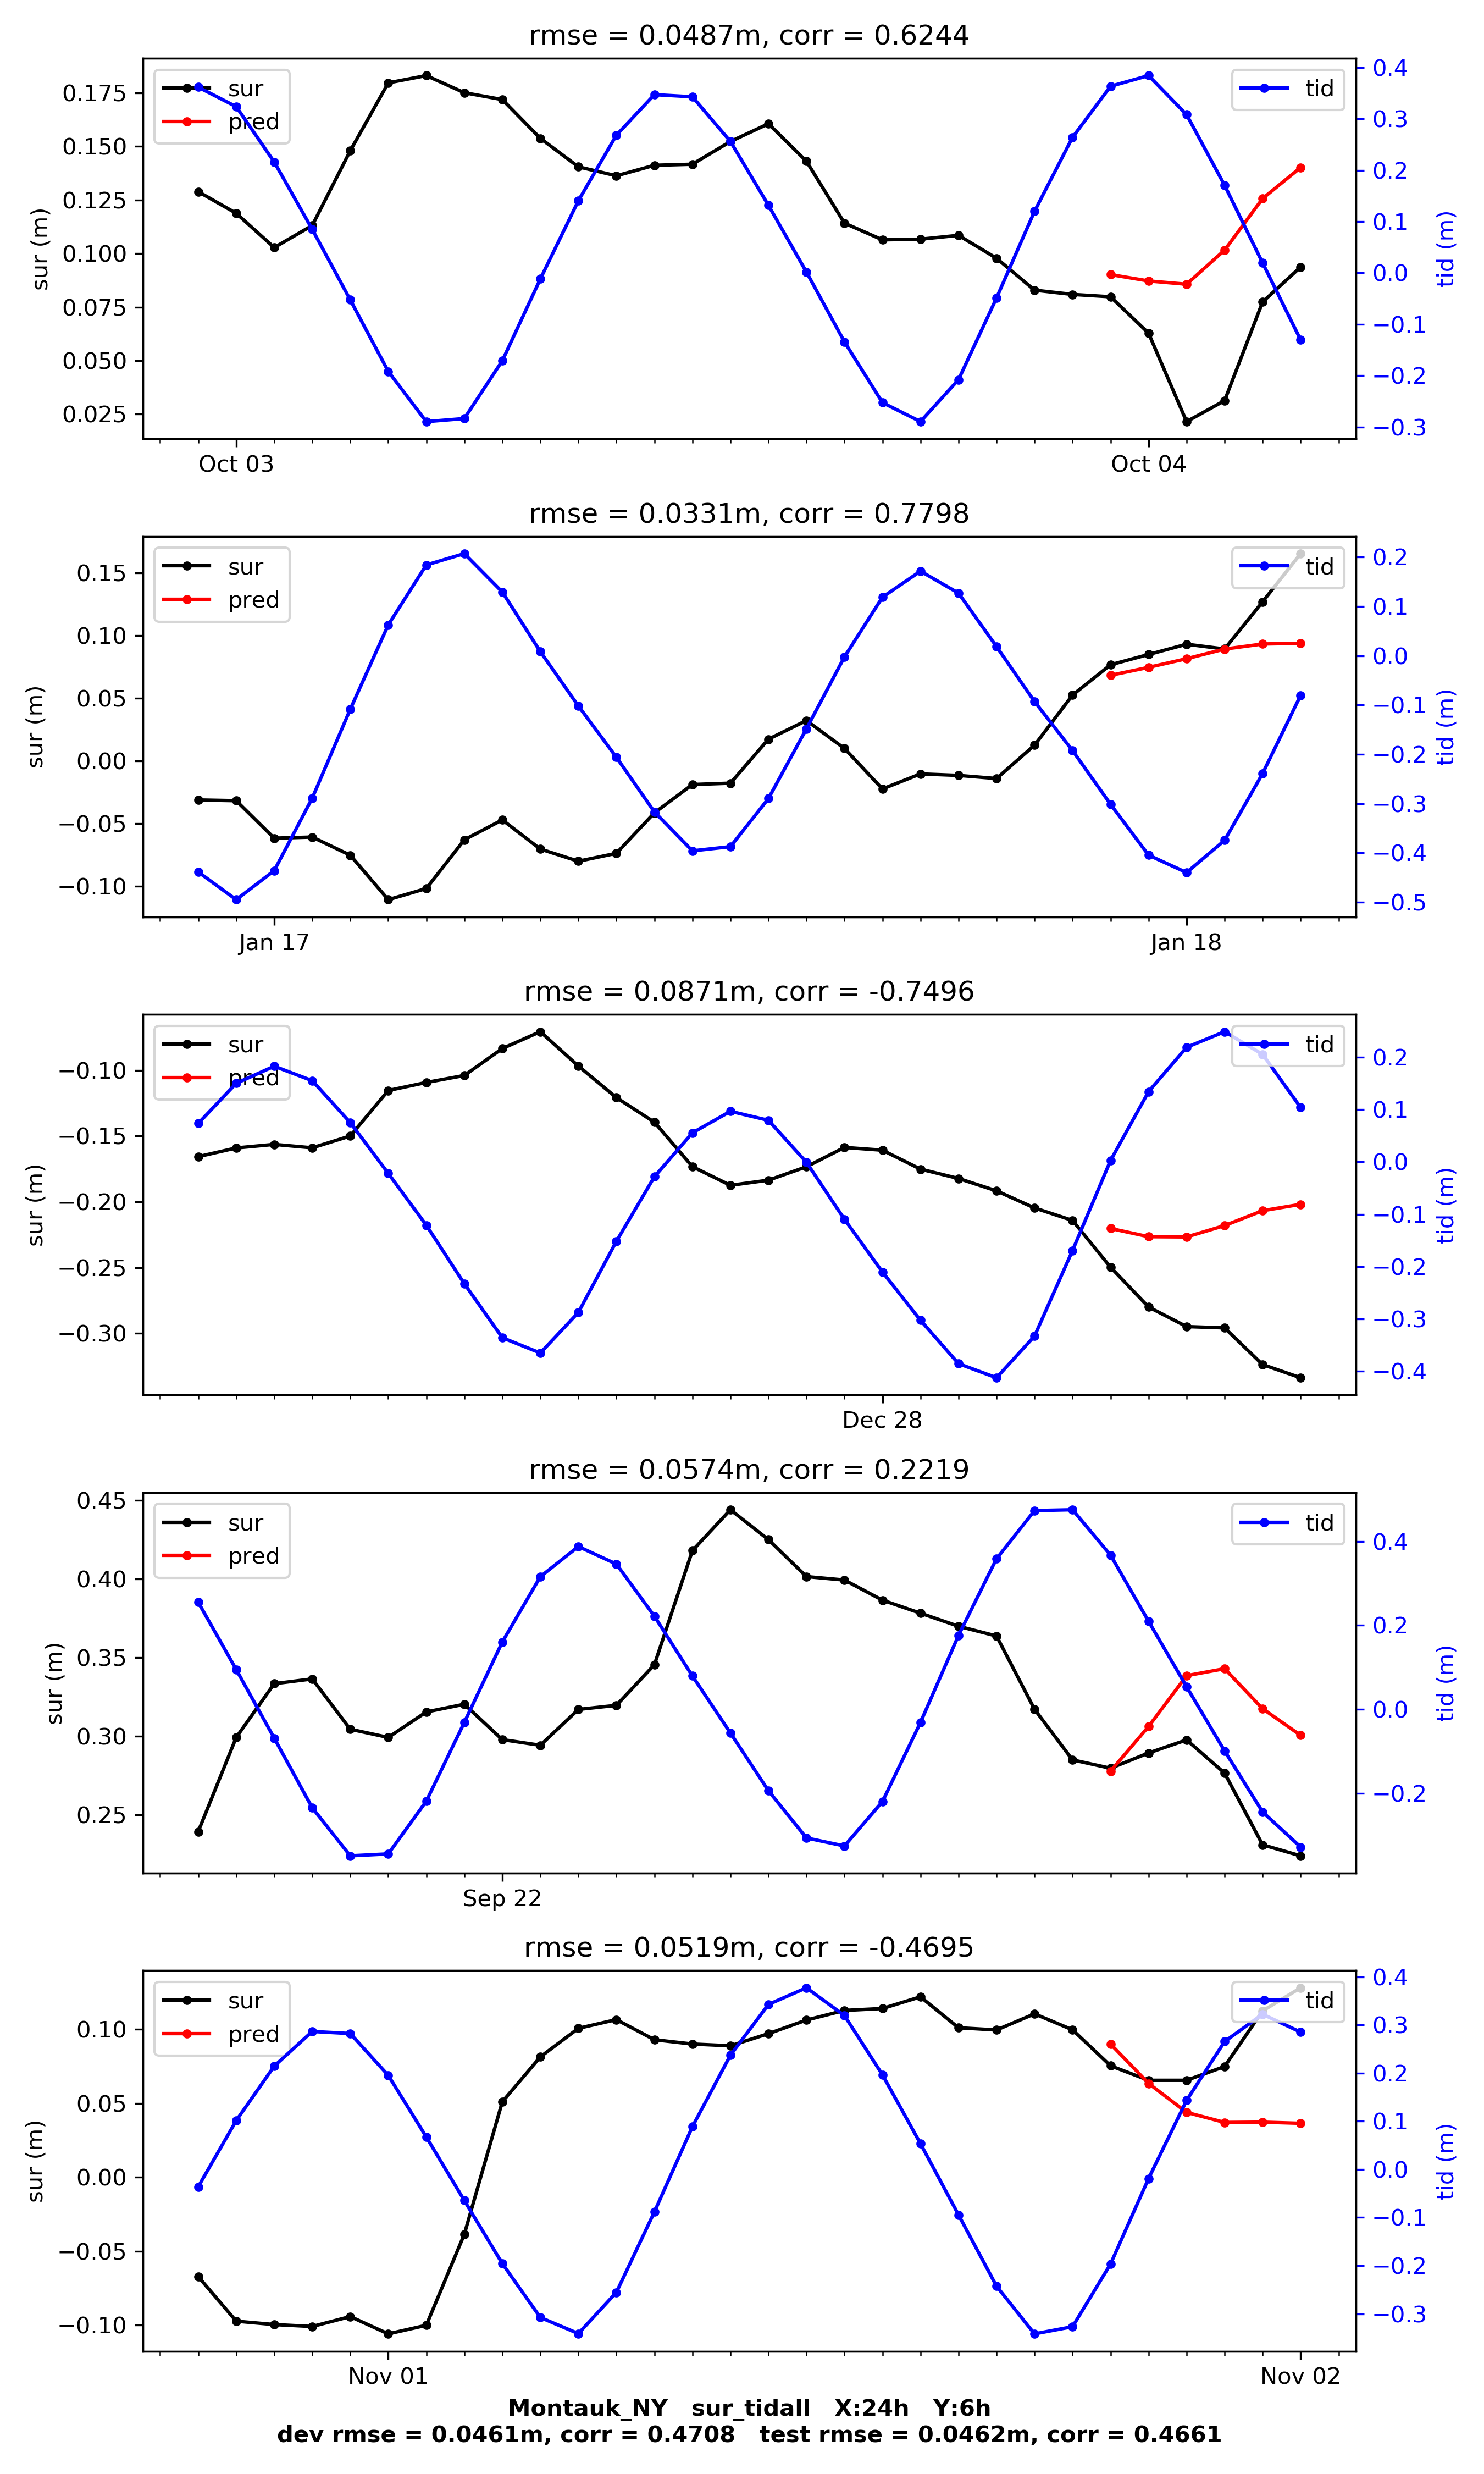 rmse = 0.0487m, corr = 0.6244
sur
pred
tid
sur (m)
0.175
0.150
0.125
0.100
0.075
0.050
0.025
0.4
0.3
0.2
0.1
0.0
−0.1
−0.2
−0.3
tid (m)
Oct 03
Oct 04
rmse = 0.0331m, corr = 0.7798
sur
pred
tid
sur (m)
0.15
0.10
0.05
0.00
−0.05
−0.10
0.2
0.1
0.0
−0.1
−0.2
−0.3
−0.4
−0.5
tid (m)
Jan 17
Jan 18
rmse = 0.0871m, corr = -0.7496
sur
pred
tid
sur (m)
−0.10
−0.15
−0.20
−0.25
−0.30
0.2
0.1
0.0
−0.1
−0.2
−0.3
−0.4
tid (m)
Dec 28
rmse = 0.0574m, corr = 0.2219
sur
pred
tid
sur (m)
0.45
0.40
0.35
0.30
0.25
0.4
0.2
0.0
−0.2
tid (m)
Sep 22
rmse = 0.0519m, corr = -0.4695
sur
pred
tid
sur (m)
0.10
0.05
0.00
−0.05
−0.10
0.4
0.3
0.2
0.1
0.0
−0.1
−0.2
−0.3
tid (m)
Nov 01
Nov 02
Montauk_NY sur_tidall X:24h Y:6h
dev rmse = 0.0461m, corr = 0.4708 test rmse = 0.0462m, corr = 0.4661